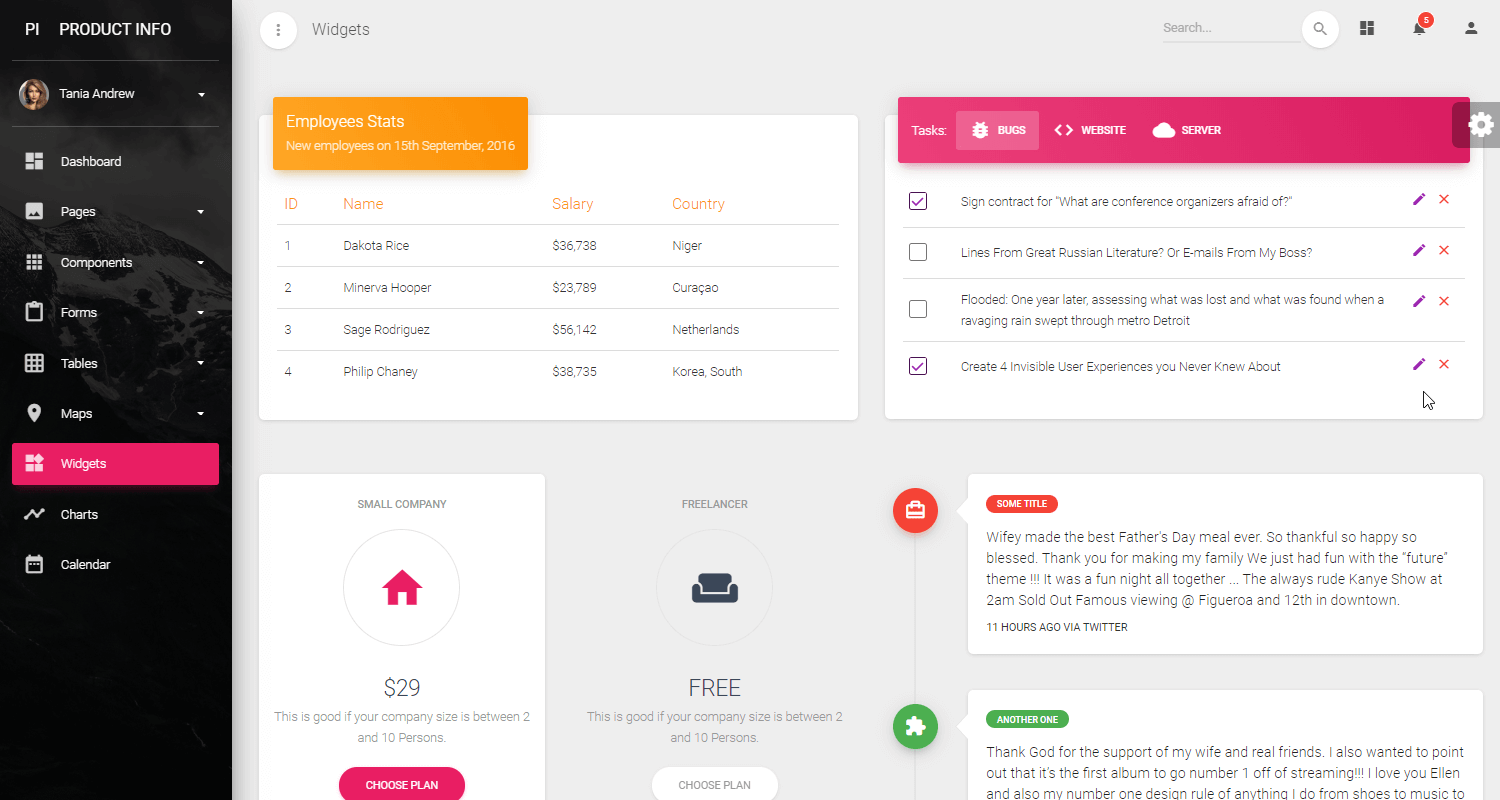 PI PRODUCT INFO
Tania Andrew
Dashboard
Pages
Components
Forms
Tables
Maps
Widgets
Charts
Calendar
Widgets
Search...
5
Employees Stats
New employees on 15th September, 2016
ID Name Salary Country
1 Dakota Rice $36,738 Niger
2 Minerva Hooper $23,789 Curaçao
3 Sage Rodriguez $56,142 Netherlands
4 Philip Chaney $38,735 Korea, South
Tasks: BUGS WEBSITE SERVER
Sign contract for "What are conference organizers afraid of?"
Lines From Great Russian Literature? Or E-mails From My Boss?
Flooded: One year later, assessing what was lost and what was found when a
ravaging rain swept through metro Detroit
Create 4 Invisible User Experiences you Never Knew About
SMALL COMPANY
$29
This is good if your company size is between 2
and 10 Persons.
CHOOSE PLAN
FREELANCER
FREE
This is good if your company size is between 2
and 10 Persons.
CHOOSE PLAN
SOME TITLE
Wifey made the best Father's Day meal ever. So thankful so happy so
blessed. Thank you for making my family We just had fun with the “future”
theme !!! It was a fun night all together ... The always rude Kanye Show at
2am Sold Out Famous viewing @ Figueroa and 12th in downtown.
11 HOURS AGO VIA TWITTER
ANOTHER ONE
Thank God for the support of my wife and real friends. I also wanted to point
out that it’s the first album to go number 1 off of streaming!!! I love you Ellen
and also my number one design rule of anything I do from shoes to music to